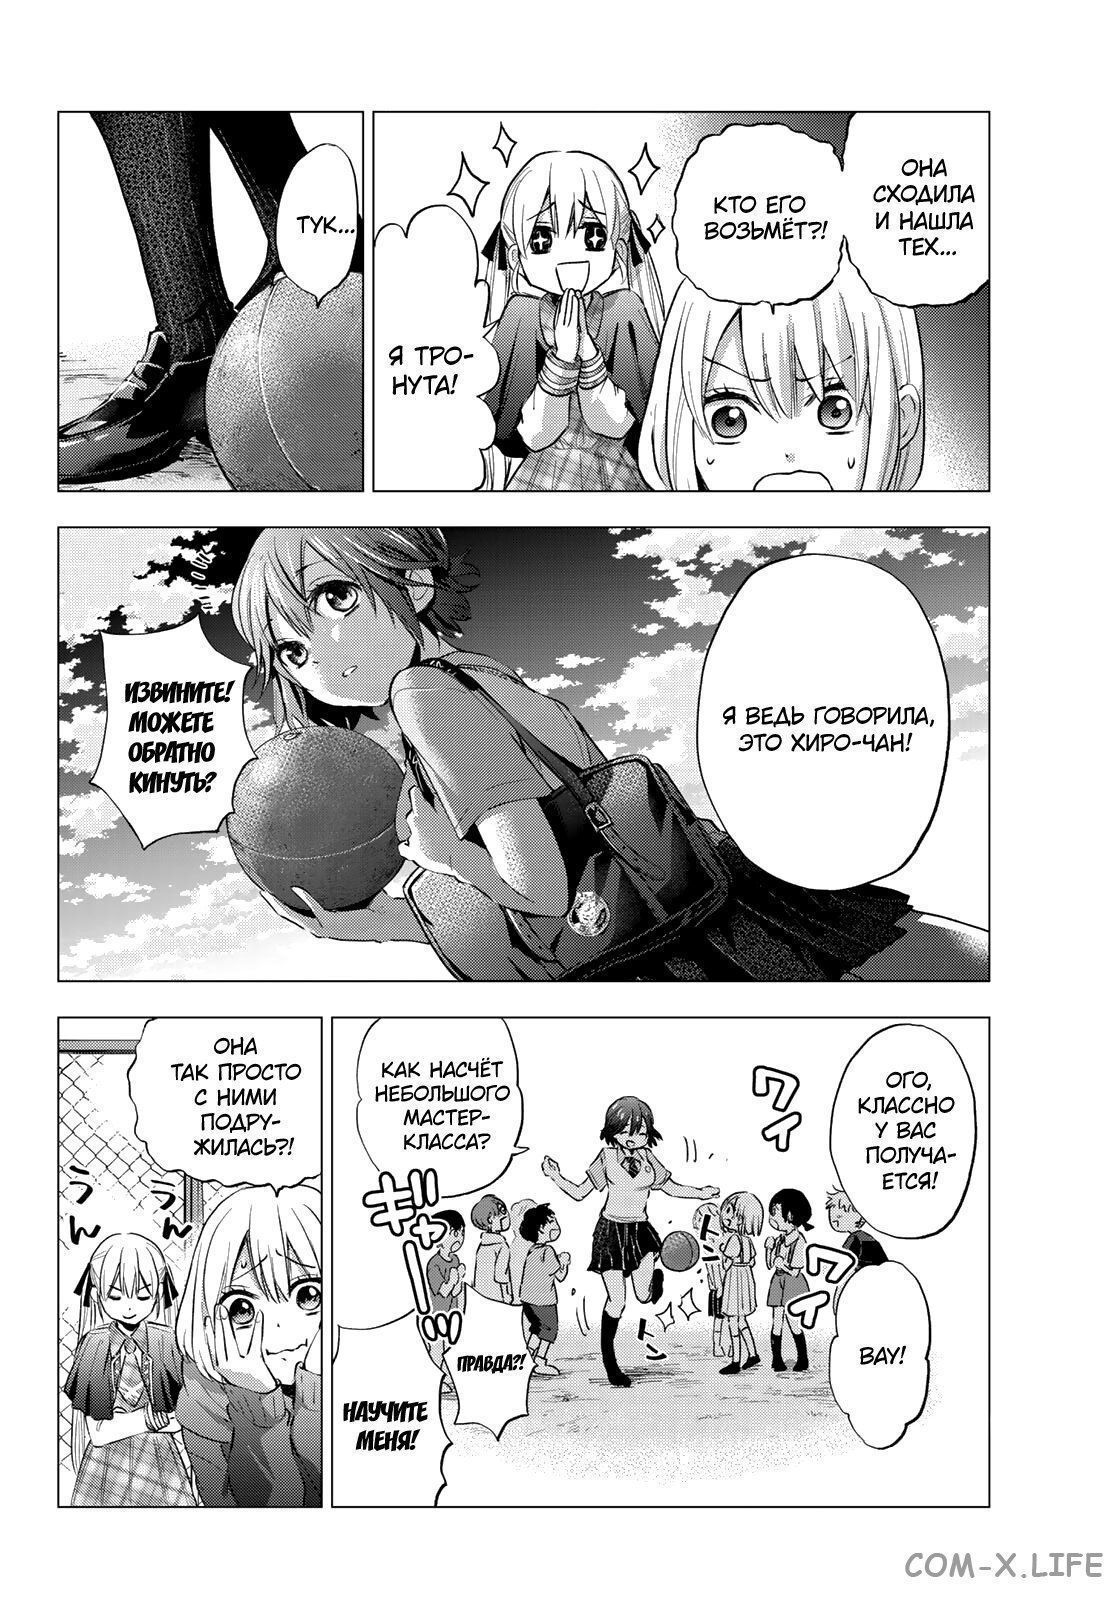 ОНА
СХОДИЛА
И НАШЛА
ТЕХ...
КТО ЕГО
ВОЗЬМЁТ?!
Я ТРО-
НУТА!
ТУК...
Я ВЕДЬ ГОВОРИЛА,
ЭТО ХИРО-ЧАН!
ИЗВИНИТЕ!
МОЖЕТЕ
ОБРАТНО
КИНУТЬ?
ОГО,
КЛАССНО
У ВАС
ПОЛУЧА-
ЕТСЯ!
ВАУ!
ワイ
ワイ
トン
КАК НАСЧЁТ
НЕБОЛЬШОГО
МАСТЕР-
КЛАССА?
ПРАВДА?!
НАУЧИТЕ
МЕНЯ!
ОНА
ТАК ПРОСТО
С НИМИ
ПОДРУ-
ЖИЛАСЬ?!
うん
うん
COM-X.LIFE